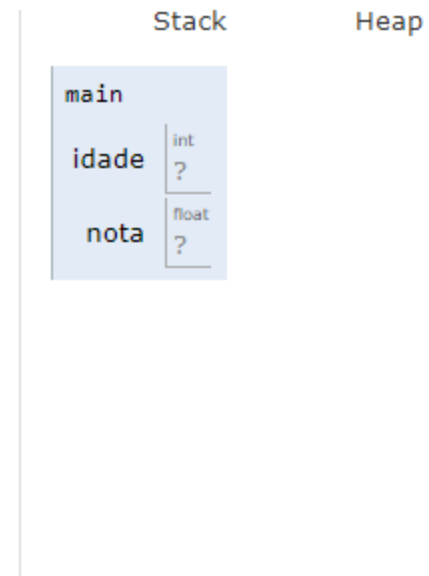 Stack Heap
main
int
idade ?
float
nota ?